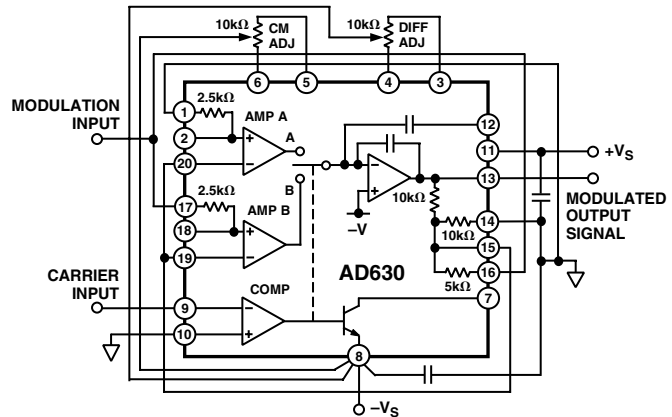 10kΩ
CM
ADJ
10kΩ
DIFF
ADJ
6
5
4
3
MODULATION
INPUT
1
2.5kΩ
AMP A
2
A
20
12
11
+VS
13
B
17
2.5kΩ
AMP B
–V
10kΩ
MODULATED
OUTPUT
SIGNAL
18
10kΩ
14
19
15
CARRIER
INPUT
COMP
AD630
5kΩ
16
9
7
10
8
–VS